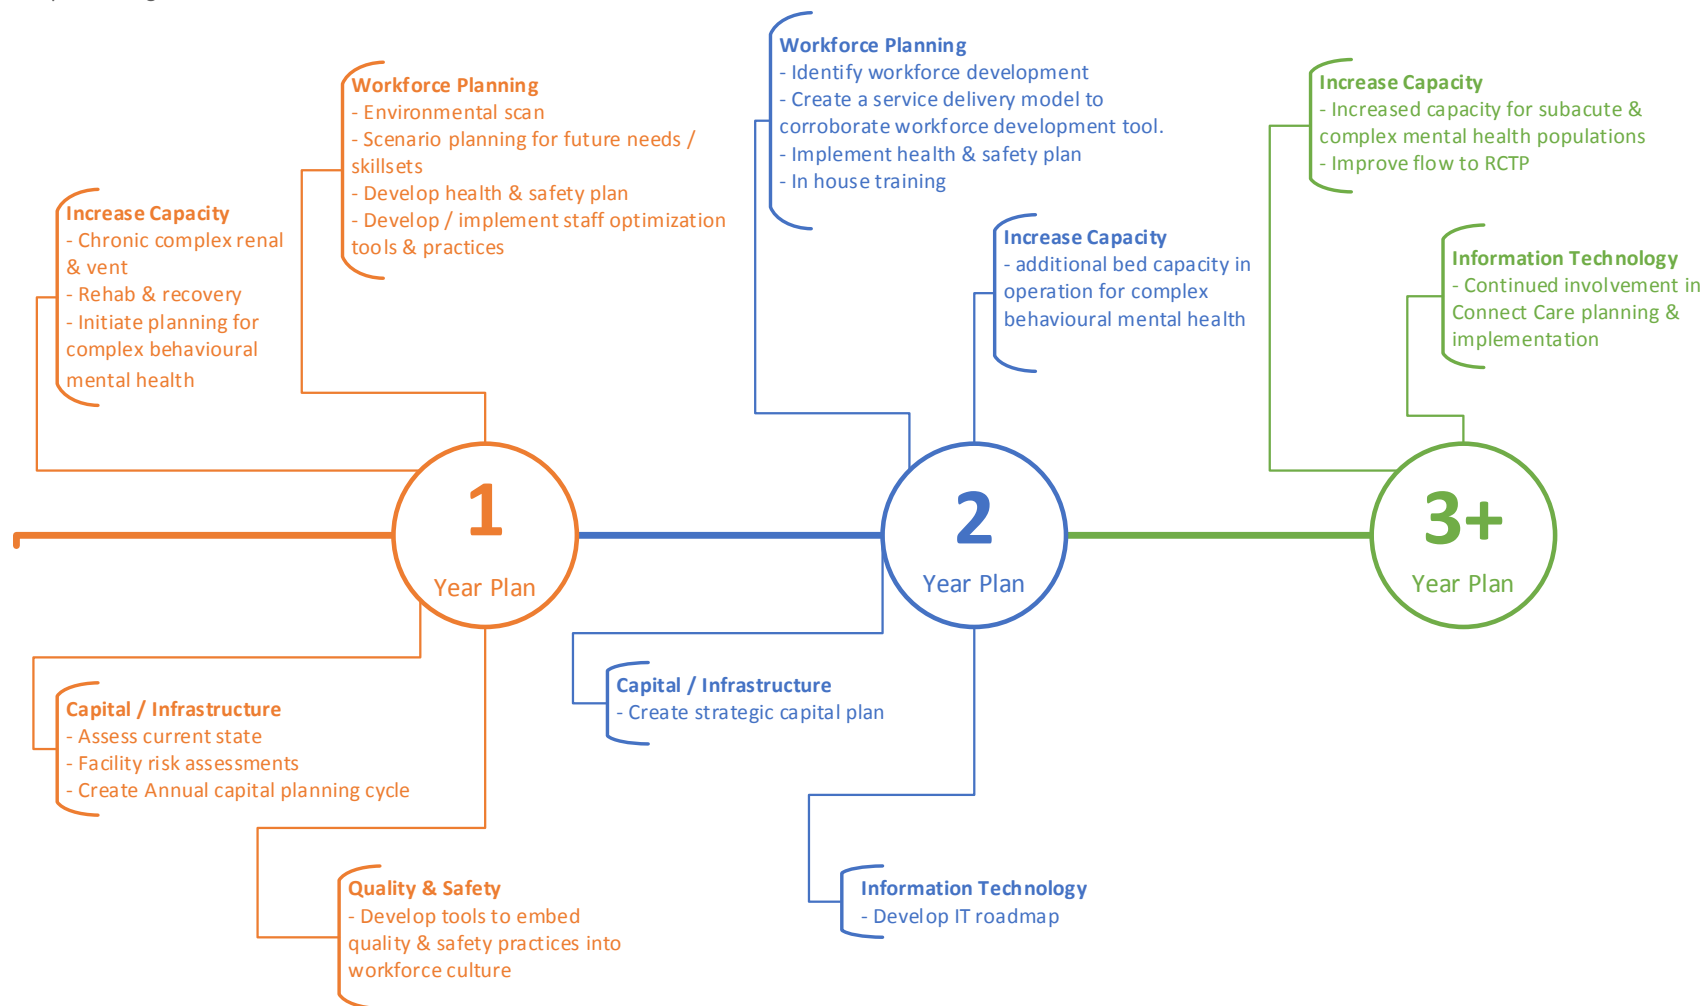 Increase Capacity
- Chronic complex renal
& vent
- Rehab & recovery
- Initiate planning for
complex behavioural
mental health
Workforce Planning
- Environmental scan
- Scenario planning for future needs /
skillsets
- Develop health & safety plan
- Develop / implement staff optimization
tools & practices
1
Year Plan
Capital / Infrastructure
- Assess current state
- Facility risk assessments
- Create Annual capital planning cycle
Quality & Safety
- Develop tools to embed
quality & safety practices into
workforce culture
Workforce Planning
- Identify workforce development
- Create a service delivery model to
corroborate workforce development tool.
- Implement health & safety plan
- In house training
Increase Capacity
- additional bed capacity in
operation for complex
behavioural mental health
2
Year Plan
Capital / Infrastructure
- Create strategic capital plan
Information Technology
- Develop IT roadmap
Increase Capacity
- Increased capacity for subacute &
complex mental health populations
- Improve flow to RCTP
Information Technology
- Continued involvement in
Connect Care planning &
implementation
3+
Year Plan